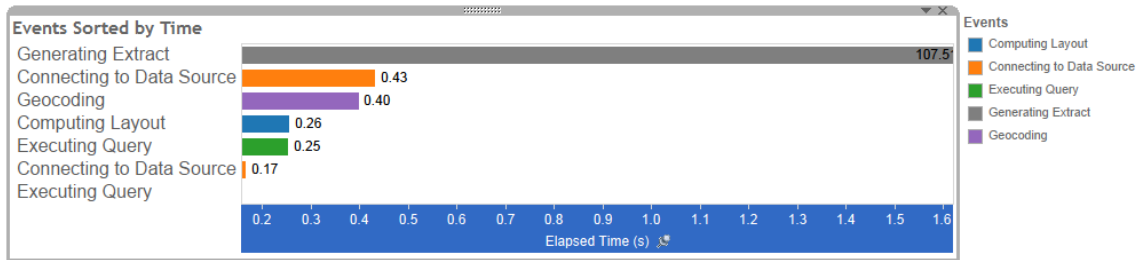 Events Sorted by Time
Generating Extract 107.51
Connecting to Data Source 0.43
Geocoding 0.40
Computing Layout 0.26
Executing Query 0.25
Connecting to Data Source 0.17
Executing Query
0.2 0.3 0.4 0.5 0.6 0.7 0.8 0.9 1.0 1.1 1.2 1.3 1.4 1.5 1.6
Elapsed Time (s)
Events
Computing Layout
Connecting to Data Source
Executing Query
Generating Extract
Geocoding